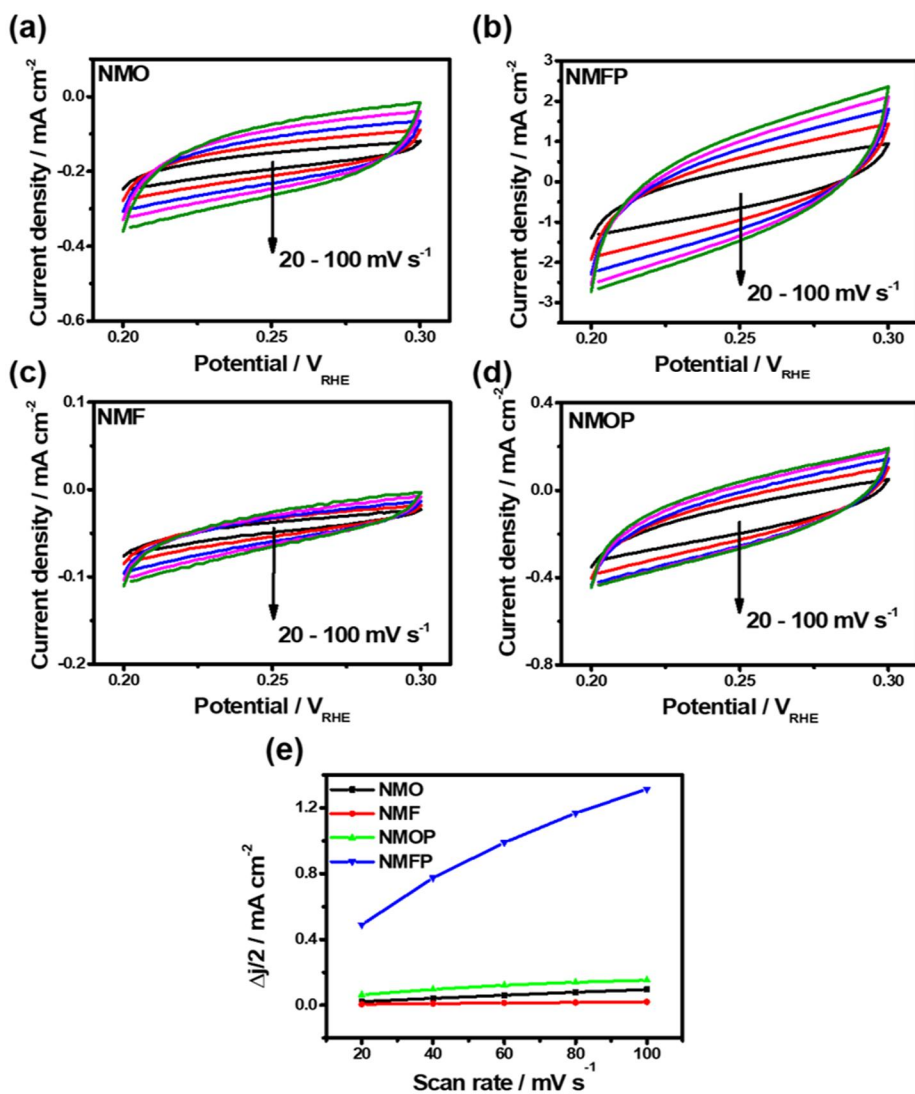 (a)
NMO
0.0
-0.2
-0.4
-0.6
0.20
0.25
0.30
20 - 100 mV s⁻¹
Current density / mA cm⁻²
Potential / V_RHE
(b)
NMFP
3
2
1
0
-1
-2
-3
0.20
0.25
0.30
20 - 100 mV s⁻¹
Current density / mA cm⁻²
Potential / V_RHE
(c)
NMF
0.1
0.0
-0.1
-0.2
0.20
0.25
0.30
20 - 100 mV s⁻¹
Current density / mA cm⁻²
Potential / V_RHE
(d)
NMOP
0.4
0.0
-0.4
-0.8
0.20
0.25
0.30
20 - 100 mV s⁻¹
Current density / mA cm⁻²
Potential / V_RHE
(e)
NMO
NMF
NMOP
NMFP
1.2
0.8
0.4
0.0
20
40
60
80
100
Δj/2 / mA cm⁻²
Scan rate / mV s⁻¹